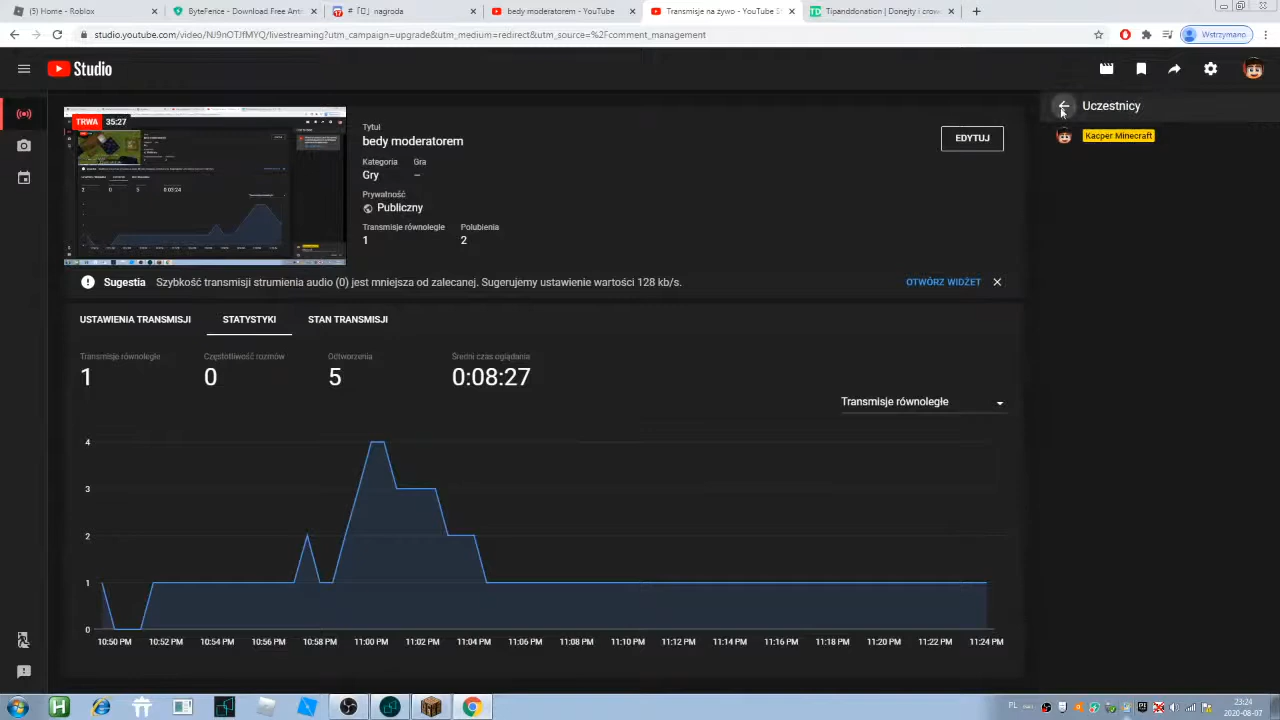 (5) Home - Roblox
ByteFence - Download Free Anti
# 【🏆】nagroda
bedy moderatorem - YouTube
Transmisje na żywo - YouTube S
Tipanddonation | Donejty i czowe
Wstrzymano
studio.youtube.com/video/NJ9nOTJfMYQ/livestreaming?utm_campaign=upgrade&utm_medium=redirect&utm_source=%2Fcomment_management
Studio
TRWA 35:27
Tytuł
bedy moderatorem
Kategoria Gra
Gry –
Prywatność
Publiczny
Transmisje równoległe Polubienia
1 2
EDYTUJ
Uczestnicy
Kacper Minecraft
Sugestia Szybkość transmisji strumienia audio (0) jest mniejsza od zalecanej. Sugerujemy ustawienie wartości 128 kb/s.
OTWÓRZ WIDŻET
USTAWIENIA TRANSMISJI STATYSTYKI STAN TRANSMISJI
Transmisje równoległe Częstotliwość rozmów Odtworzenia Średni czas oglądania
1 0 5 0:08:27
Transmisje równoległe
4
3
2
1
0
10:50 PM 10:52 PM 10:54 PM 10:56 PM 10:58 PM 11:00 PM 11:02 PM 11:04 PM 11:06 PM 11:08 PM 11:10 PM 11:12 PM 11:14 PM 11:16 PM 11:18 PM 11:20 PM 11:22 PM 11:24 PM
PL
23:24
2020-08-07